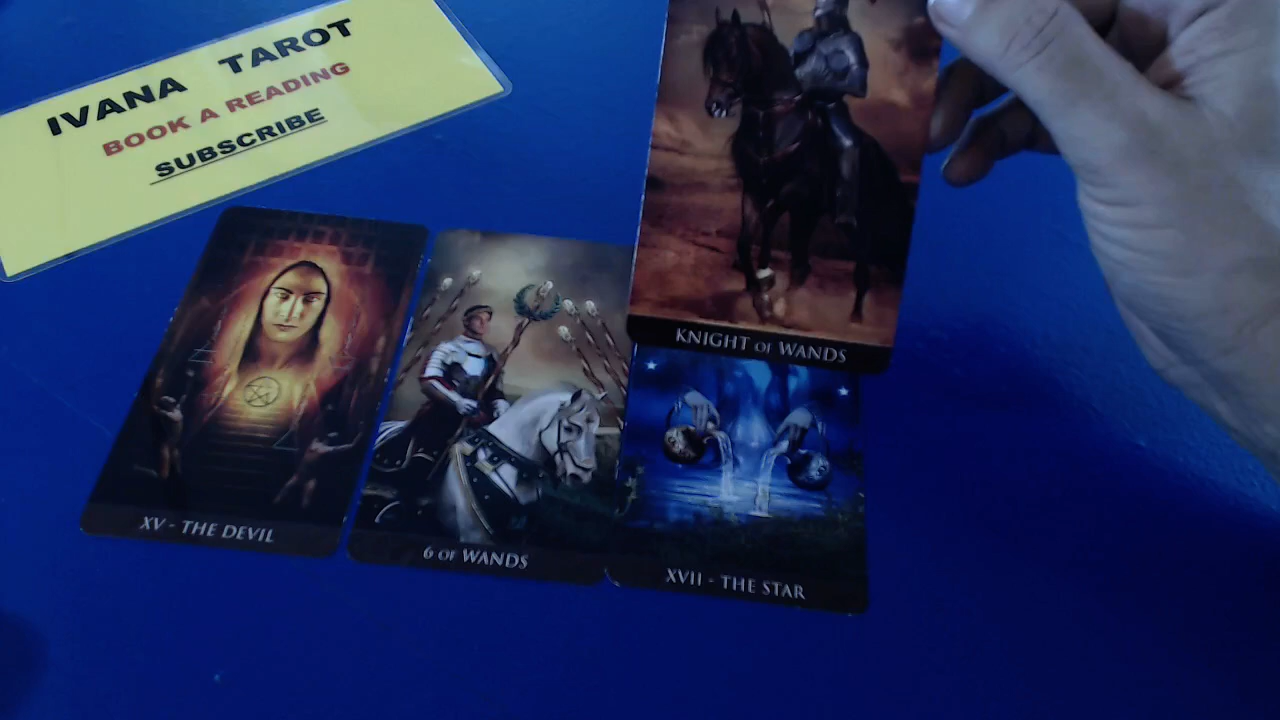 IVANA TAROT
BOOK A READING
SUBSCRIBE
KNIGHT OF WANDS
XV - THE DEVIL
6 OF WANDS
XVII - THE STAR